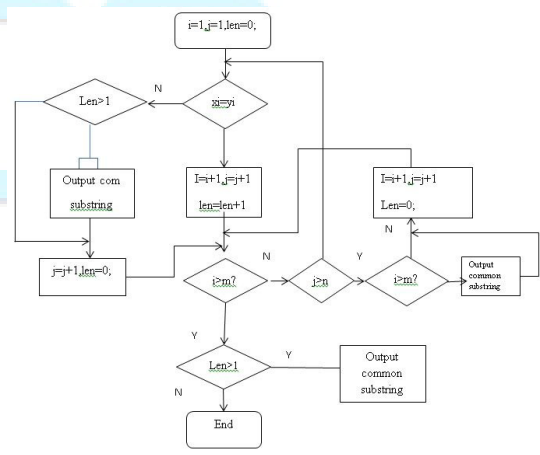 i=1,j=1,len=0;
N
Len>1
xi=yi
Output com
substring
I=i+1,j=j+1
len=len+1
I=i+1,j=j+1
Len=0;
N
j=j+1,len=0;
N
Y
i>m?
j>n
i>m?
Output
common
substring
Y
Len>1
Y
Output
common
substring
N
End